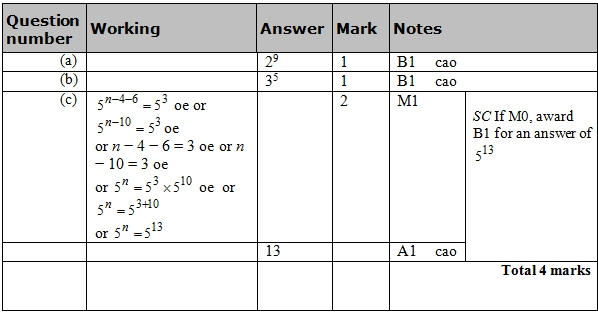 Question number Working Answer Mark Notes
(a) 2⁹ 1 B1 cao
(b) 3⁵ 1 B1 cao
(c) 5ⁿ⁻⁴⁻⁶ = 5³ oe or 2 M1 SC If M0, award
5ⁿ⁻¹⁰ = 5³ oe B1 for an answer of
or n – 4 – 6 = 3 oe or n 5¹³
– 10 = 3 oe
or 5ⁿ = 5³ × 5¹⁰ oe or
5ⁿ = 5³⁺¹⁰
or 5ⁿ = 5¹³
13 A1 cao
Total 4 marks